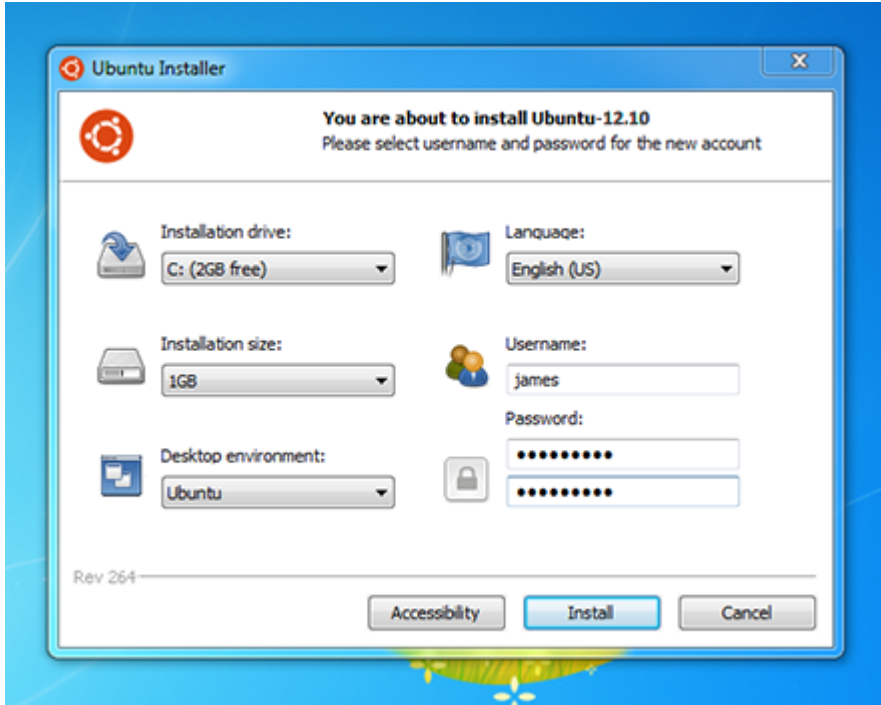 Ubuntu Installer
You are about to install Ubuntu-12.10
Please select username and password for the new account
Installation drive:
C: (2GB free)
Language:
English (US)
Installation size:
1GB
Username:
james
Password:
•••••••••
•••••••••
Desktop environment:
Ubuntu
Rev 264
Accessibility
Install
Cancel